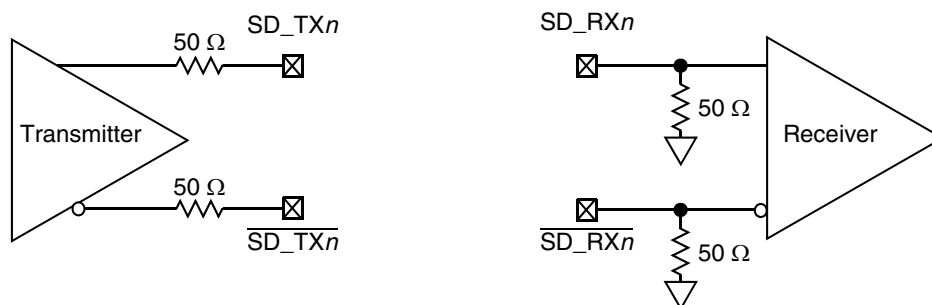 SD_TXn
50 Ω
Transmitter
50 Ω
SD_TXn
SD_RXn
50 Ω
Receiver
SD_RXn
50 Ω